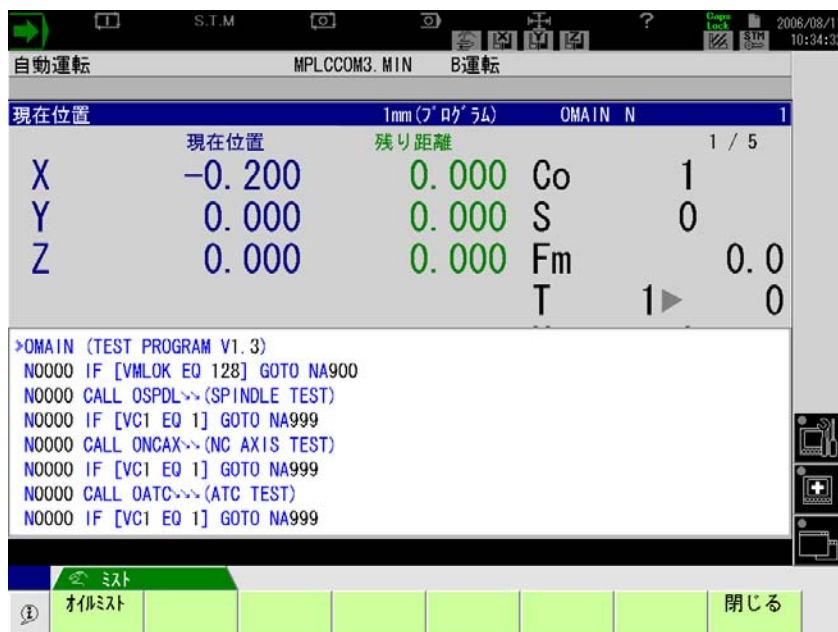 S.T.M
?
Caps Lock
STM
2006/08/1
10:34:3
自動運転 MPLCCOM3.MIN B運転
現在位置 1mm(プログラム) OMAIN N 1
現在位置 残り距離 1 / 5
X -0.200 0.000 Co 1
Y 0.000 0.000 S 0
Z 0.000 0.000 Fm 0.0
T 1▶ 0
>OMAIN (TEST PROGRAM V1.3)
N0000 IF [VMLOK EQ 128] GOTO NA900
N0000 CALL OSPDL↘↘(SPINDLE TEST)
N0000 IF [VC1 EQ 1] GOTO NA999
N0000 CALL ONCAX↘↘(NC AXIS TEST)
N0000 IF [VC1 EQ 1] GOTO NA999
N0000 CALL OATC↘↘↘(ATC TEST)
N0000 IF [VC1 EQ 1] GOTO NA999
ミスト
オイルミスト 閉じる